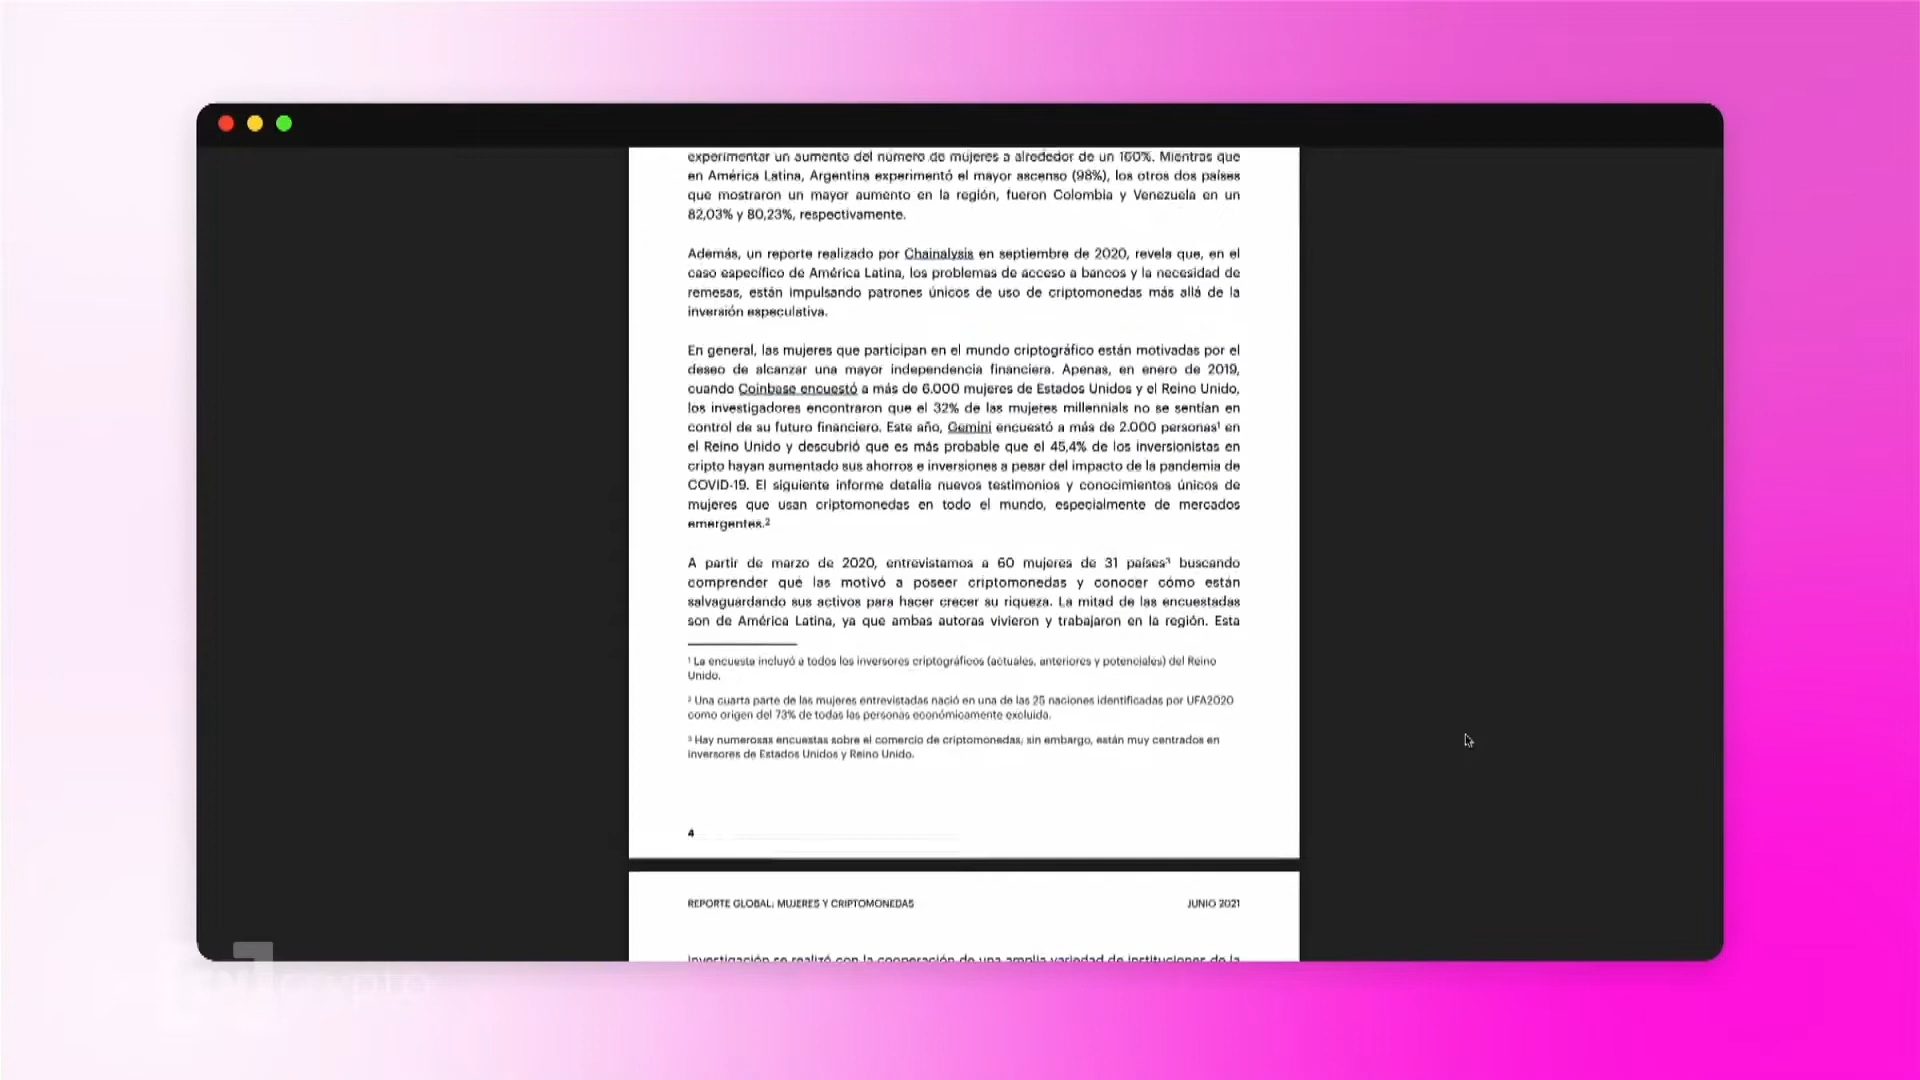 experimentar un aumento del número de mujeres a alrededor de un 160%. Mientras que
en América Latina, Argentina experimentó el mayor ascenso (98%), los otros dos países
que mostraron un mayor aumento en la región, fueron Colombia y Venezuela en un
82,03% y 80,23%, respectivamente.
Además, un reporte realizado por Chainalysis en septiembre de 2020, revela que, en el
caso específico de América Latina, los problemas de acceso a bancos y la necesidad de
remesas, están impulsando patrones únicos de uso de criptomonedas más allá de la
inversión especulativa.
En general, las mujeres que participan en el mundo criptográfico están motivadas por el
deseo de alcanzar una mayor independencia financiera. Apenas, en enero de 2019,
cuando Coinbase encuestó a más de 6.000 mujeres de Estados Unidos y el Reino Unido,
los investigadores encontraron que el 32% de las mujeres millennials no se sentían en
control de su futuro financiero. Este año, Gemini encuestó a más de 2.000 personas¹ en
el Reino Unido y descubrió que es más probable que el 45,4% de los inversionistas en
cripto hayan aumentado sus ahorros e inversiones a pesar del impacto de la pandemia de
COVID-19. El siguiente informe detalla nuevos testimonios y conocimientos únicos de
mujeres que usan criptomonedas en todo el mundo, especialmente de mercados
emergentes.²
A partir de marzo de 2020, entrevistamos a 60 mujeres de 31 países³ buscando
comprender qué las motivó a poseer criptomonedas y conocer cómo están
salvaguardando sus activos para hacer crecer su riqueza. La mitad de las encuestadas
son de América Latina, ya que ambas autoras vivieron y trabajaron en la región. Esta
¹ La encuesta incluyó a todos los inversores criptográficos (actuales, anteriores y potenciales) del Reino
Unido.
² Una cuarta parte de las mujeres entrevistadas nació en una de las 25 naciones identificadas por UFA2020
como origen del 73% de todas las personas económicamente excluida.
³ Hay numerosas encuestas sobre el comercio de criptomonedas; sin embargo, están muy centrados en
inversores de Estados Unidos y Reino Unido.
4
REPORTE GLOBAL: MUJERES Y CRIPTOMONEDAS
JUNIO 2021
investigación se realizó con la cooperación de una amplia variedad de instituciones de la